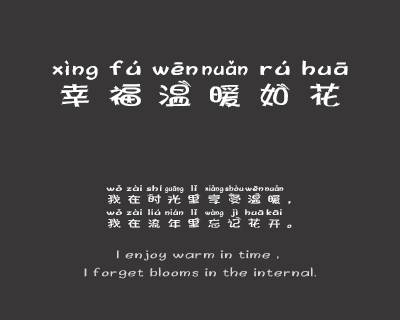 xìng fú wēn nuǎn rú huā
幸福温暖如花
wǒ zài shí guāng lǐ xiǎng shòu wēn nuǎn
我在时光里享受温暖，
wǒ zài liú nián lǐ wàng jì huā kāi
我在流年里忘记花开。
I enjoy warm in time ,
I forget blooms in the internal.